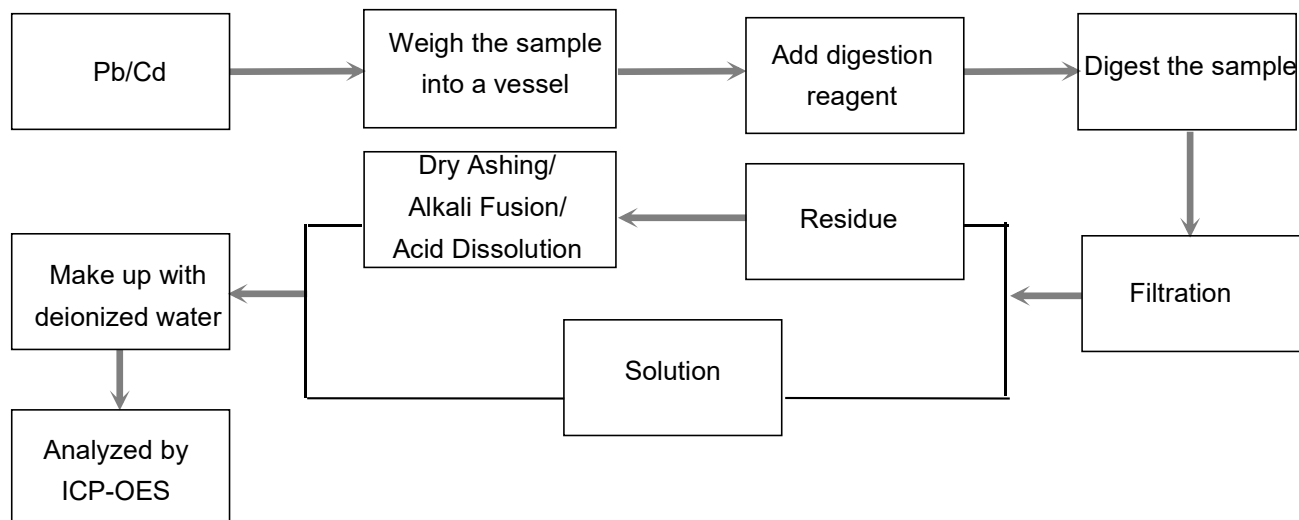 Pb/Cd
Weigh the sample
into a vessel
Add digestion
reagent
Digest the sample
Filtration
Residue
Dry Ashing/
Alkali Fusion/
Acid Dissolution
Solution
Make up with
deionized water
Analyzed by
ICP-OES